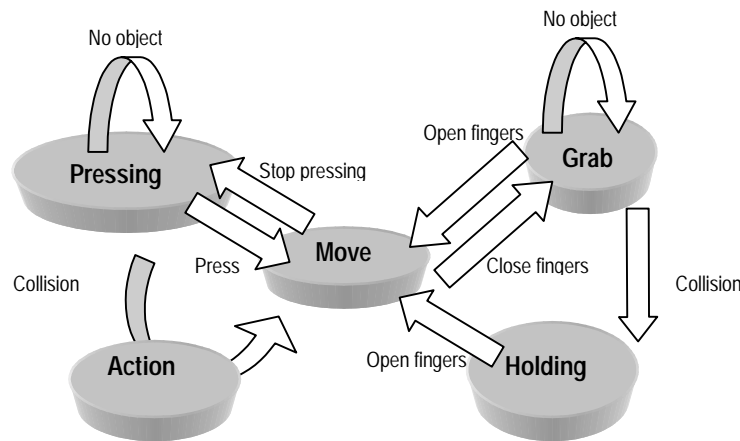 No object
No object
Open fingers
Pressing
Grab
Stop pressing
Move
Press
Close fingers
Collision
Collision
Action
Open fingers
Holding